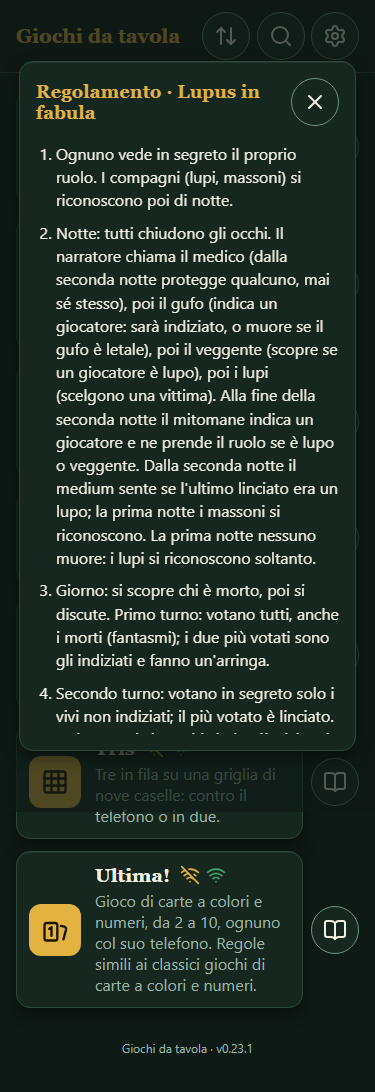 Giochi da tavola
Regolamento · Lupus in
fabula
1. Ognuno vede in segreto il proprio
ruolo. I compagni (lupi, massoni) si
riconoscono poi di notte.
2. Notte: tutti chiudono gli occhi. Il
narratore chiama il medico (dalla
seconda notte protegge qualcuno, mai
sé stesso), poi il gufo (indica un
giocatore: sarà indiziato, o muore se il
gufo è letale), poi il veggente (scopre se
un giocatore è lupo), poi i lupi
(scelgono una vittima). Alla fine della
seconda notte il mitomane indica un
giocatore e ne prende il ruolo se è lupo
o veggente. Dalla seconda notte il
medium sente se l'ultimo linciato era un
lupo; la prima notte i massoni si
riconoscono. La prima notte nessuno
muore: i lupi si riconoscono soltanto.
3. Giorno: si scopre chi è morto, poi si
discute. Primo turno: votano tutti, anche
i morti (fantasmi); i due più votati sono
gli indiziati e fanno un'arringa.
4. Secondo turno: votano in segreto solo i
vivi non indiziati; il più votato è linciato.
Tris
Tre in fila su una griglia di
nove caselle: contro il
telefono o in due.
Ultima!
Gioco di carte a colori e
numeri, da 2 a 10, ognuno
col suo telefono. Regole
simili ai classici giochi di
carte a colori e numeri.
Giochi da tavola · v0.23.1